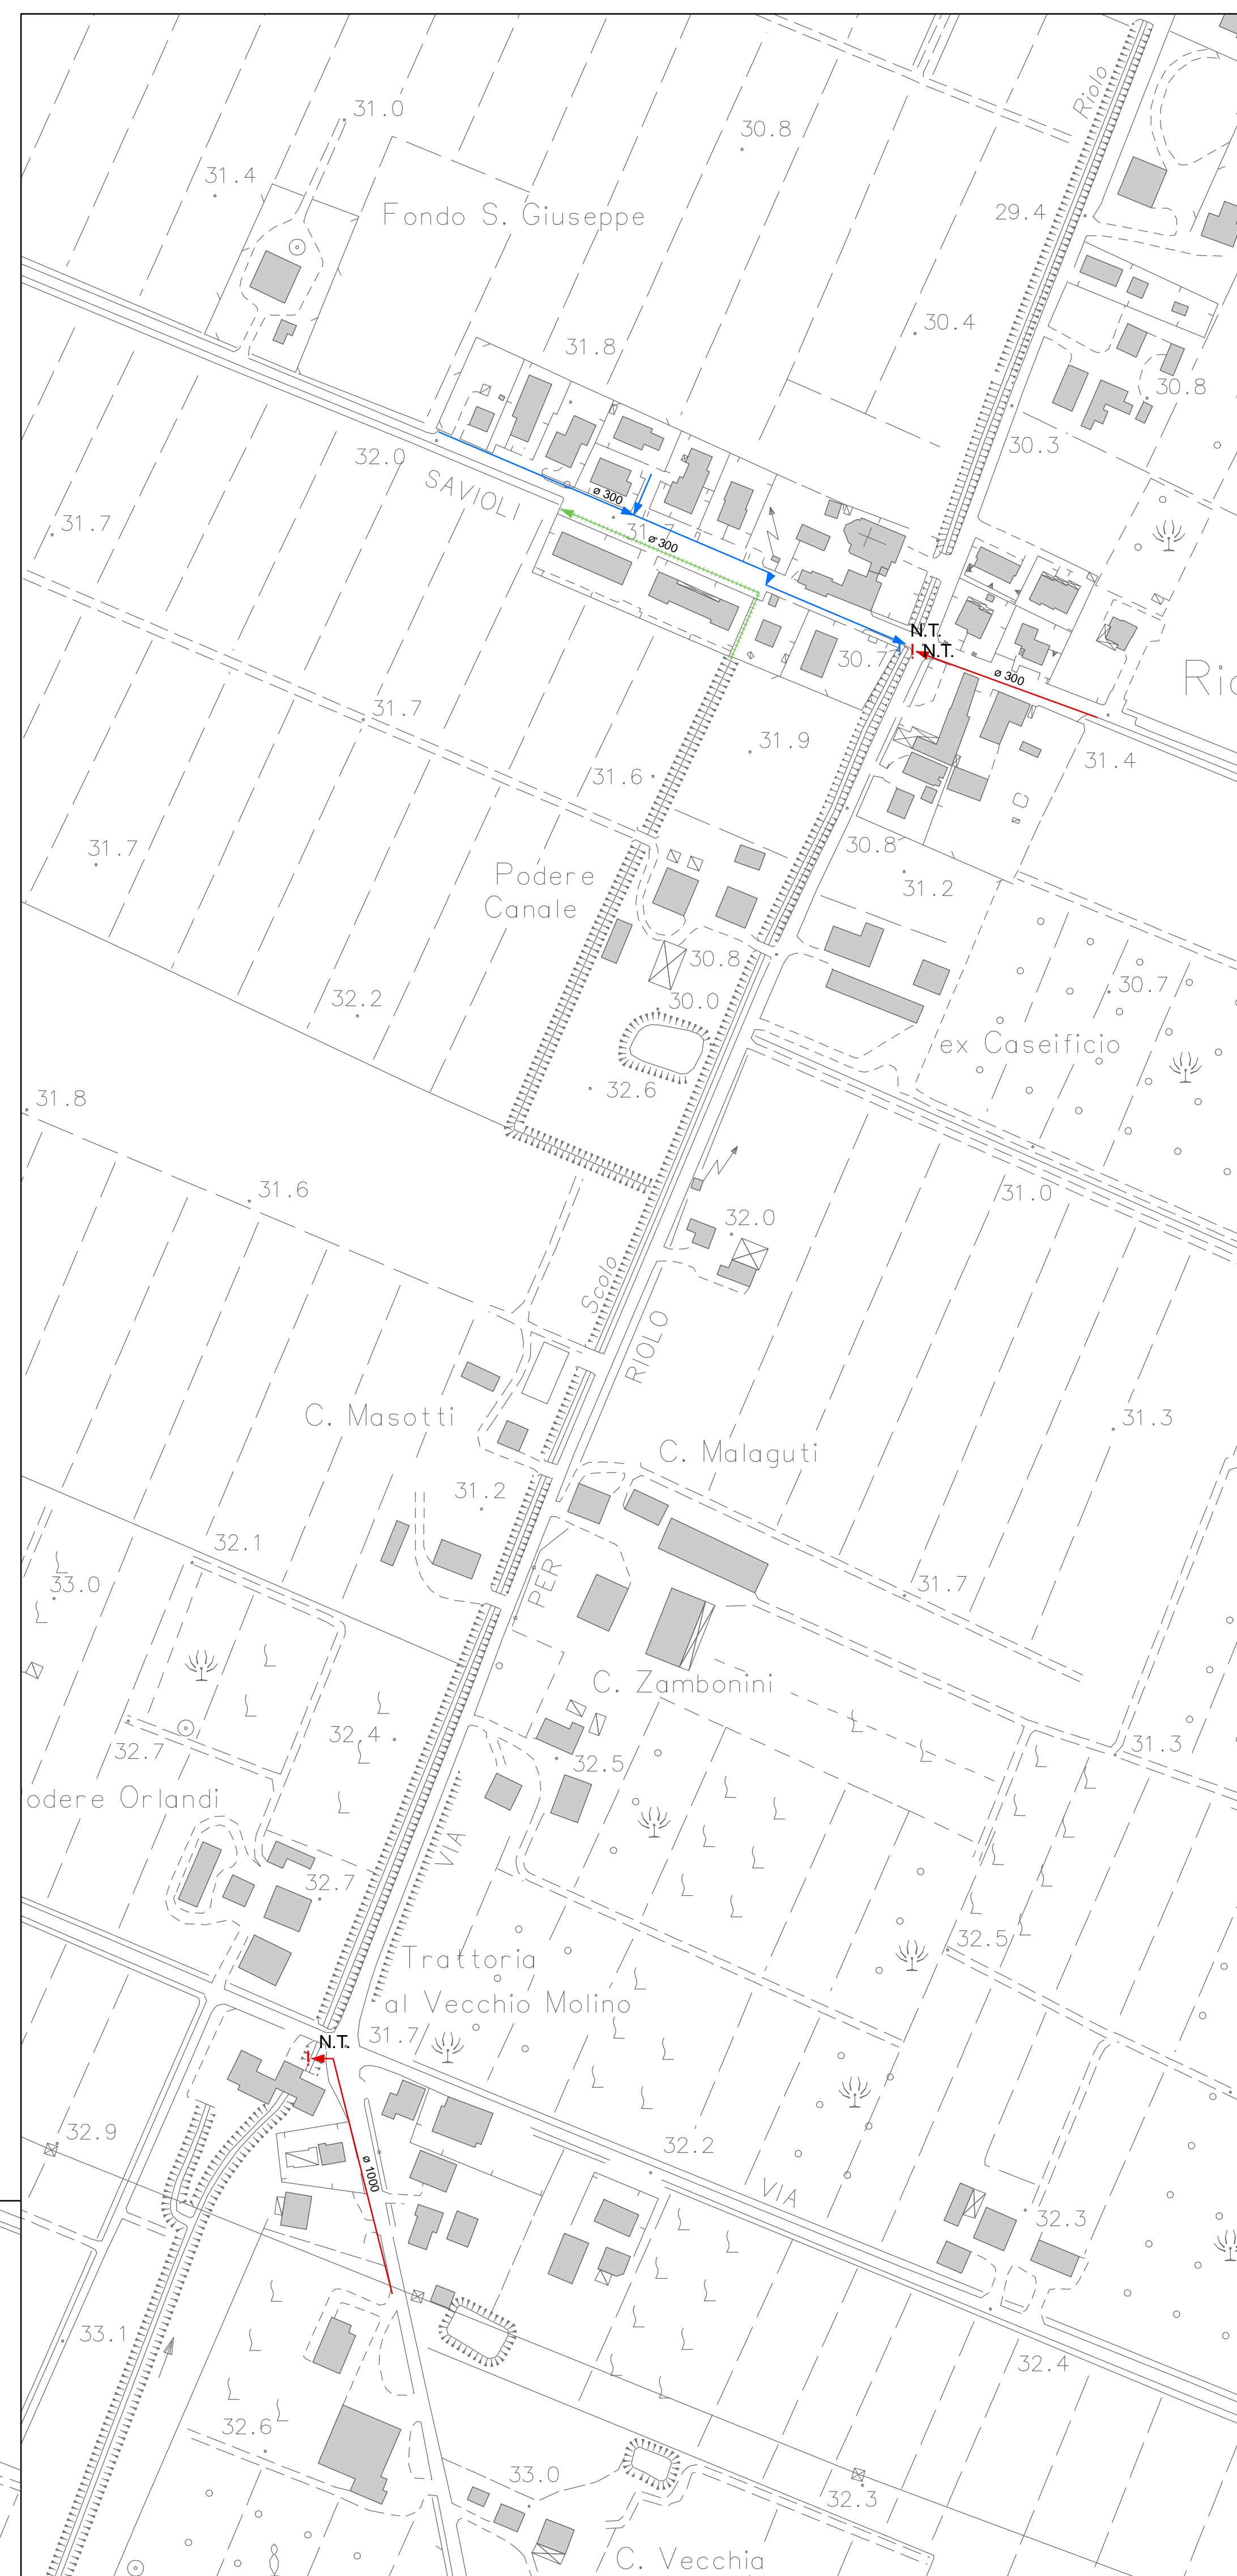 Riolo
31.0
30.8
31.4
29.4
Fondo S. Giuseppe
30.4
31.8
30.8
30.3
32.0
SAVIOLI
ø 300
31.7
31.7
ø 300
N.T.
30.7
N.T.
ø 300
31.7
31.9
31.4
31.6
31.7
30.8
31.2
Podere
Canale
30.8
30.7
32.2
30.0
ex Caseificio
31.8
32.6
31.6
31.0
32.0
Scolo
RIOLO
C. Masotti
31.3
C. Malaguti
31.2
32.1
PER
33.0
31.7
C. Zambonini
32.4
32.7
32.5
31.3
odere Orlandi
VIA
32.7
32.5
Trattoria
al Vecchio Molino
31.7
N.T.
32.9
32.2
ø 1000
VIA
32.3
33.1
32.4
32.6
33.0
32.3
C. Vecchia